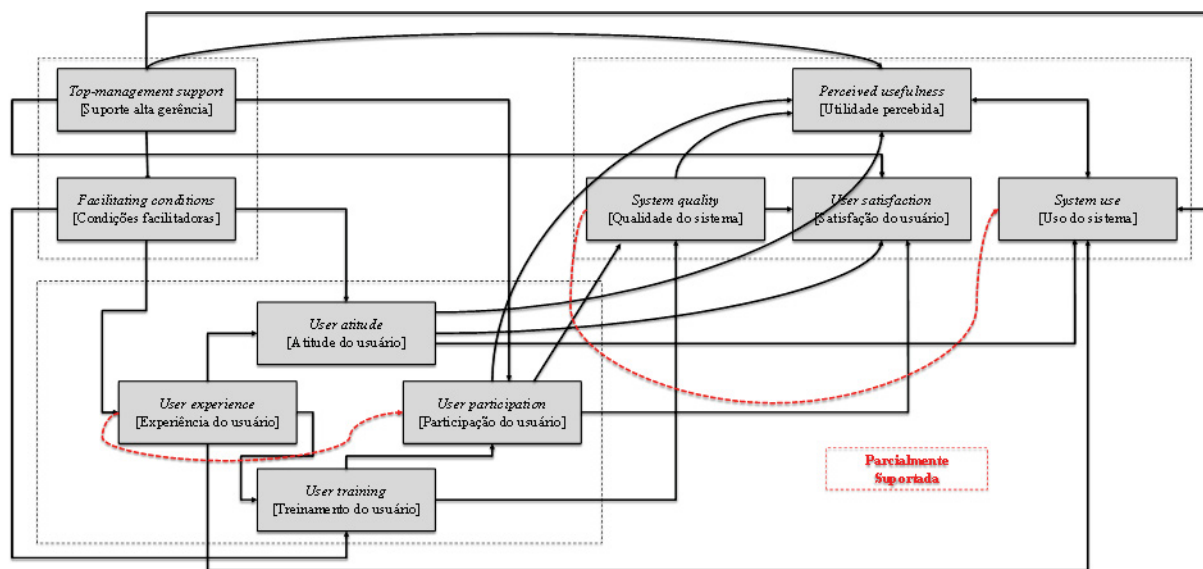 Top-management support
[Suporte alta gerência]
Perceived usefulness
[Utilidade percebida]
Facilitating conditions
[Condições facilitadoras]
System quality
[Qualidade do sistema]
User satisfaction
[Satisfação do usuário]
System use
[Uso do sistema]
User atitude
[Atitude do usuário]
User experience
[Experiência do usuário]
User participation
[Participação do usuário]
User training
[Treinamento do usuário]
Parcialmente
Suportada